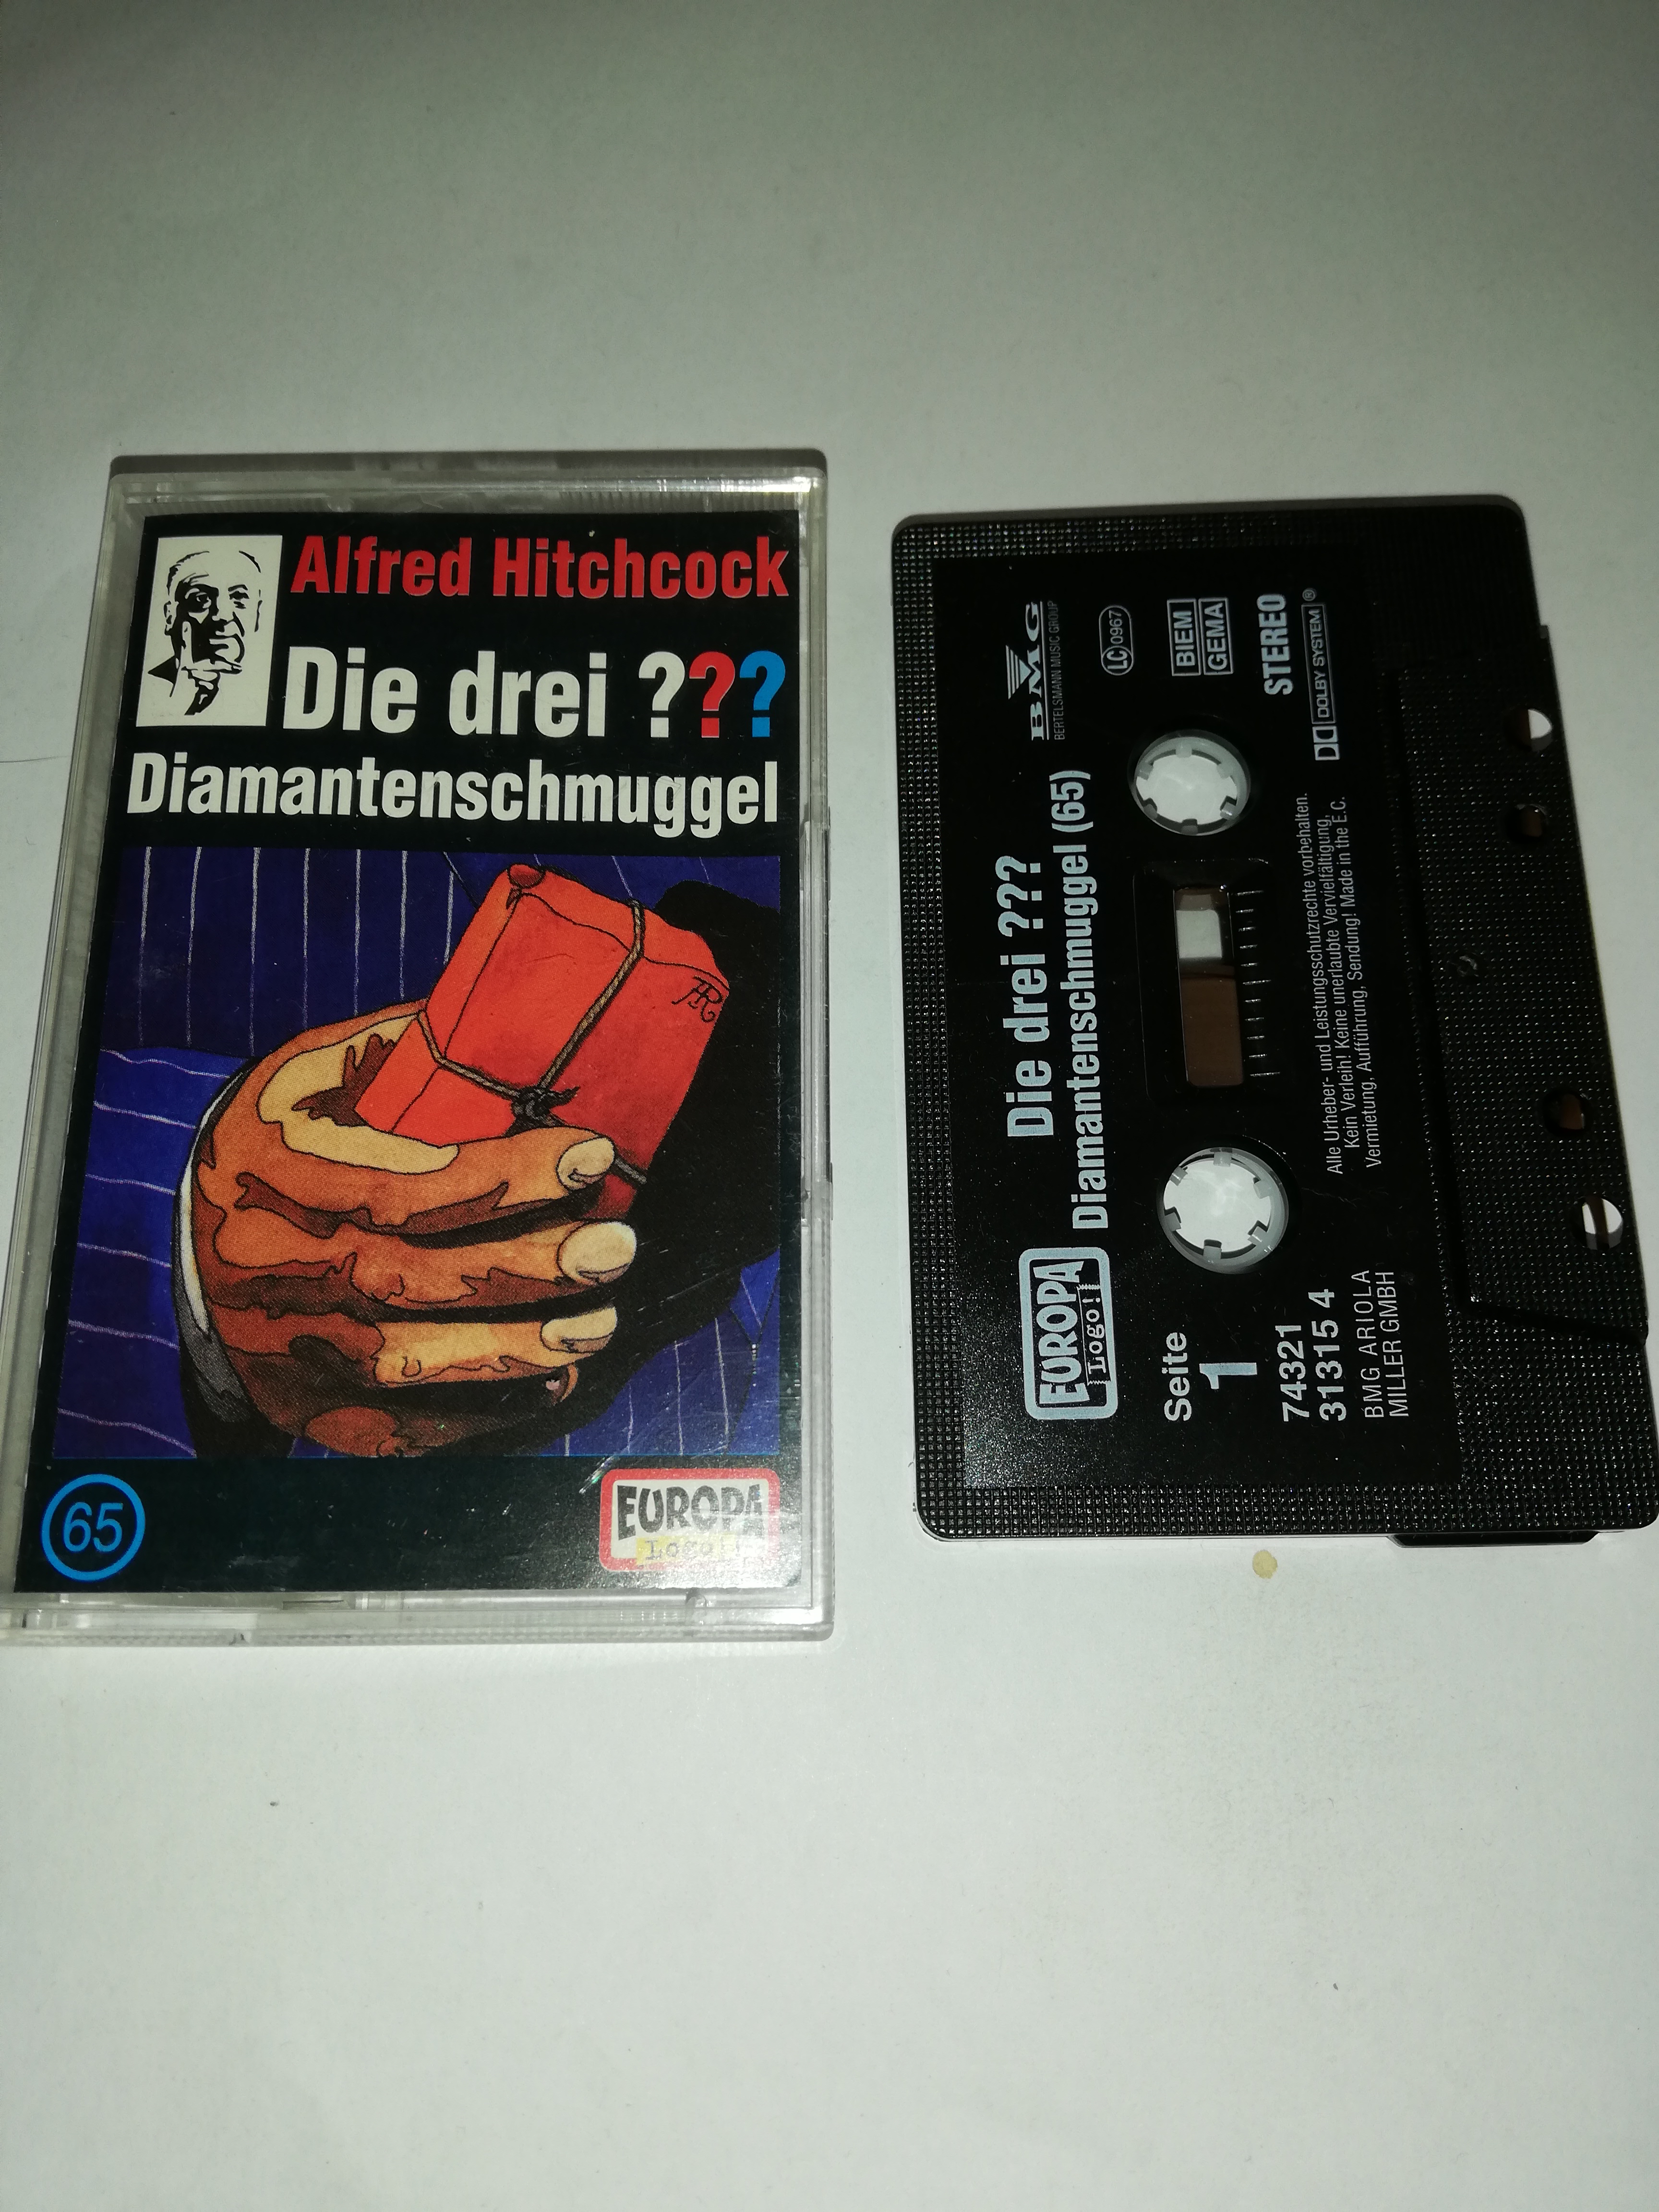 Alfred Hitchcock
Die drei ???
Diamantenschmuggel
AR
65
EUROPA
Logo!
EUROPA
Logo!
Die drei ???
Diamantenschmuggel (65)
BMG
BERTELSMANN MUSIC GROUP
LC 0967
BIEM
GEMA
STEREO
DOLBY SYSTEM ®
Seite
1
74321
31315 4
BMG ARIOLA
MILLER GMBH
Alle Urheber- und Leistungsschutzrechte vorbehalten.
Kein Verleih! Keine unerlaubte Vervielfältigung,
Vermietung, Aufführung, Sendung! Made in the E.C.